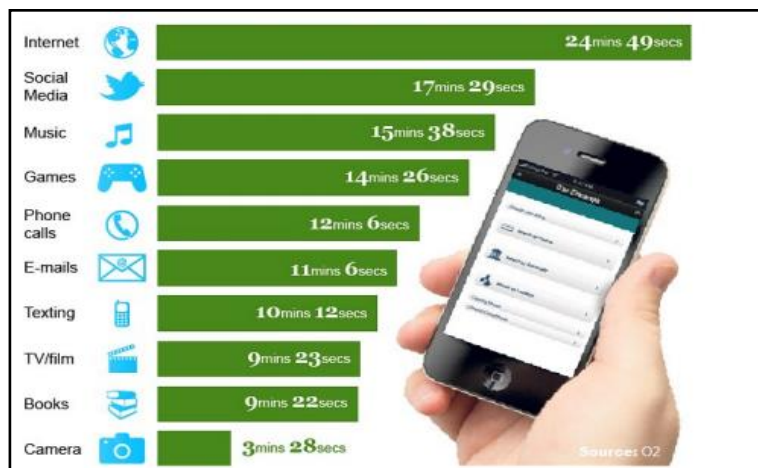 Internet 24mins 49secs
Social
Media 17mins 29secs
Music 15mins 38secs
Games 14mins 26secs
Phone
calls 12mins 6secs
E-mails 11mins 6secs
Texting 10mins 12secs
TV/film 9mins 23secs
Books 9mins 22secs
Camera 3mins 28secs
Source: O2